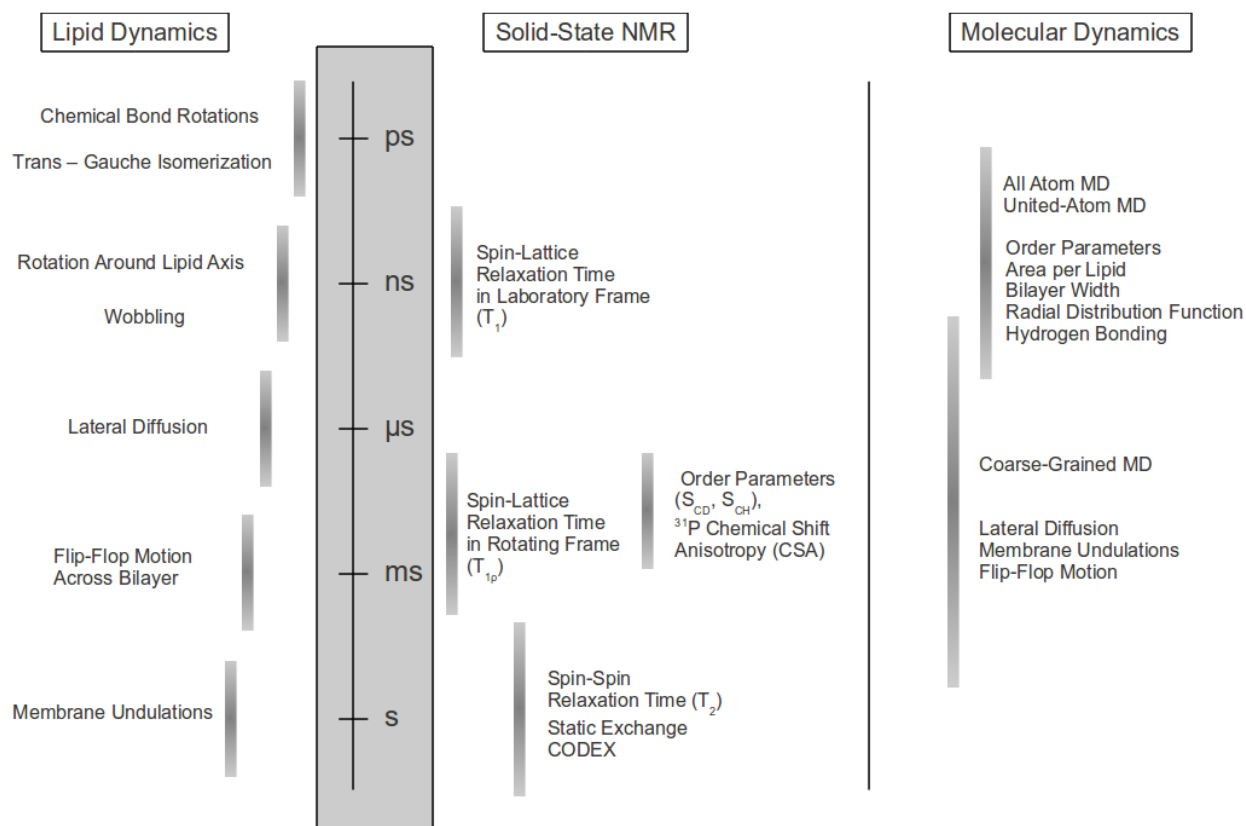 Lipid Dynamics
Solid-State NMR
Molecular Dynamics
Chemical Bond Rotations
Trans – Gauche Isomerization
Rotation Around Lipid Axis
Wobbling
Lateral Diffusion
Flip-Flop Motion
Across Bilayer
Membrane Undulations
ps
ns
µs
ms
s
Spin-Lattice
Relaxation Time
in Laboratory Frame
(T₁)
Spin-Lattice
Relaxation Time
in Rotating Frame
(T₁ᵨ)
Order Parameters
(S_CD, S_CH),
³¹P Chemical Shift
Anisotropy (CSA)
Spin-Spin
Relaxation Time (T₂)
Static Exchange
CODEX
All Atom MD
United-Atom MD
Order Parameters
Area per Lipid
Bilayer Width
Radial Distribution Function
Hydrogen Bonding
Coarse-Grained MD
Lateral Diffusion
Membrane Undulations
Flip-Flop Motion